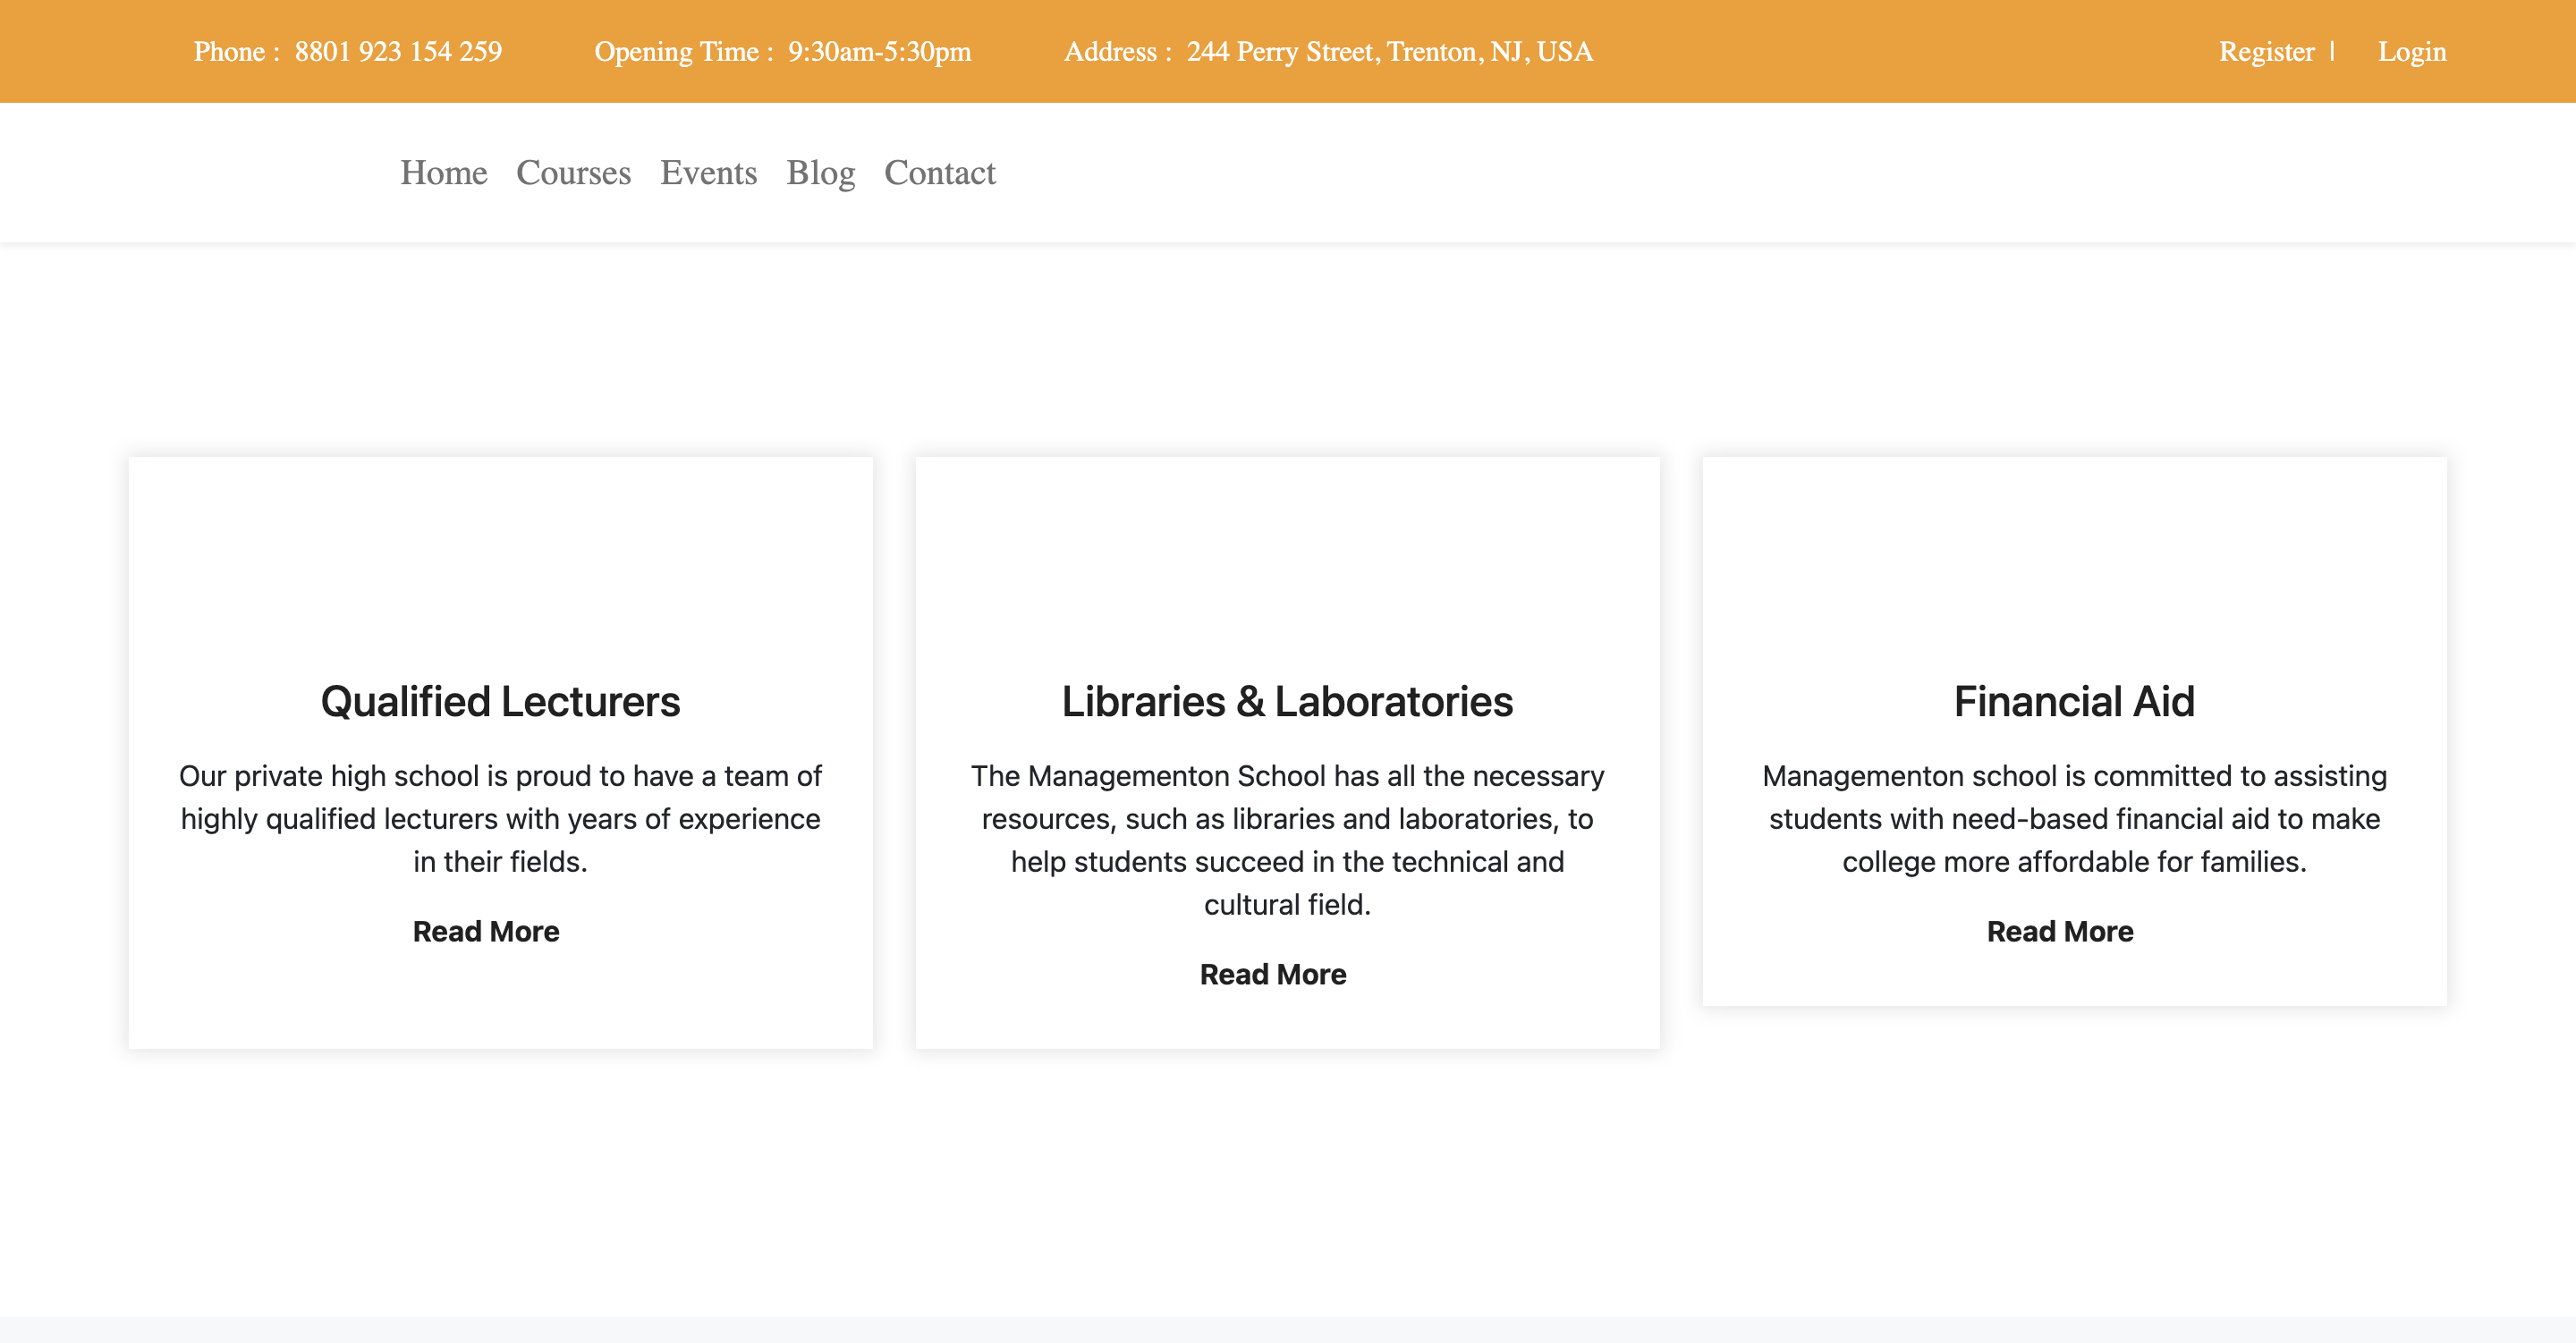 Phone : 8801 923 154 259 Opening Time : 9:30am-5:30pm Address : 244 Perry Street, Trenton, NJ, USA Register | Login
Home Courses Events Blog Contact
Qualified Lecturers
Our private high school is proud to have a team of
highly qualified lecturers with years of experience
in their fields.
Read More
Libraries & Laboratories
The Managementon School has all the necessary
resources, such as libraries and laboratories, to
help students succeed in the technical and
cultural field.
Read More
Financial Aid
Managementon school is committed to assisting
students with need-based financial aid to make
college more affordable for families.
Read More